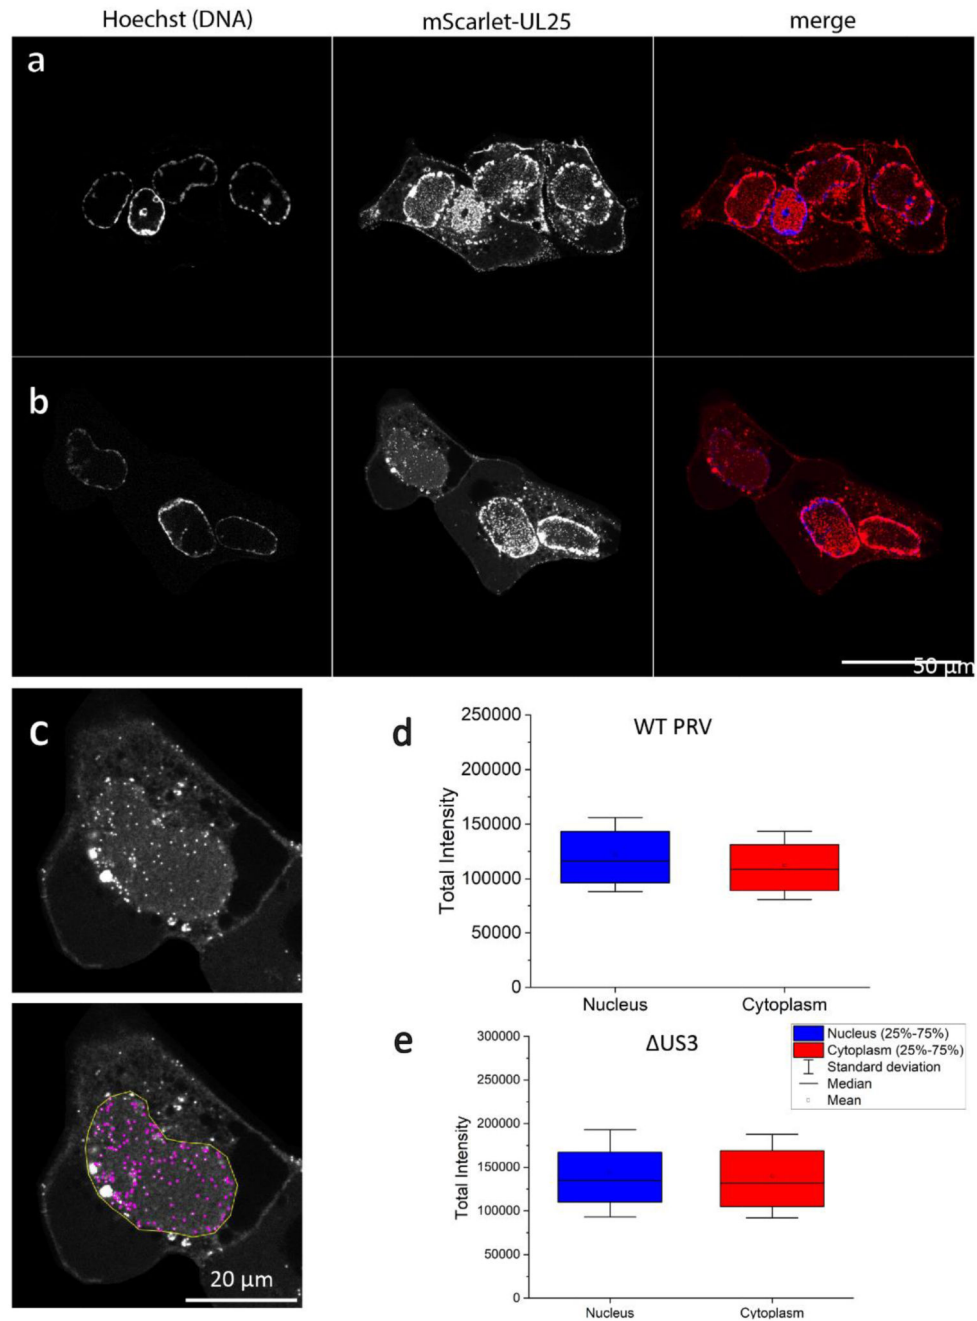 Hoechst (DNA) mScarlet-UL25 merge
a
b
50 μm
c
20 μm
d
WT PRV
Total Intensity
250000
200000
150000
100000
50000
0
Nucleus Cytoplasm
e
ΔUS3
Nucleus (25%-75%)
Cytoplasm (25%-75%)
Standard deviation
Median
Mean
Total Intensity
300000
250000
200000
150000
100000
50000
0
Nucleus Cytoplasm